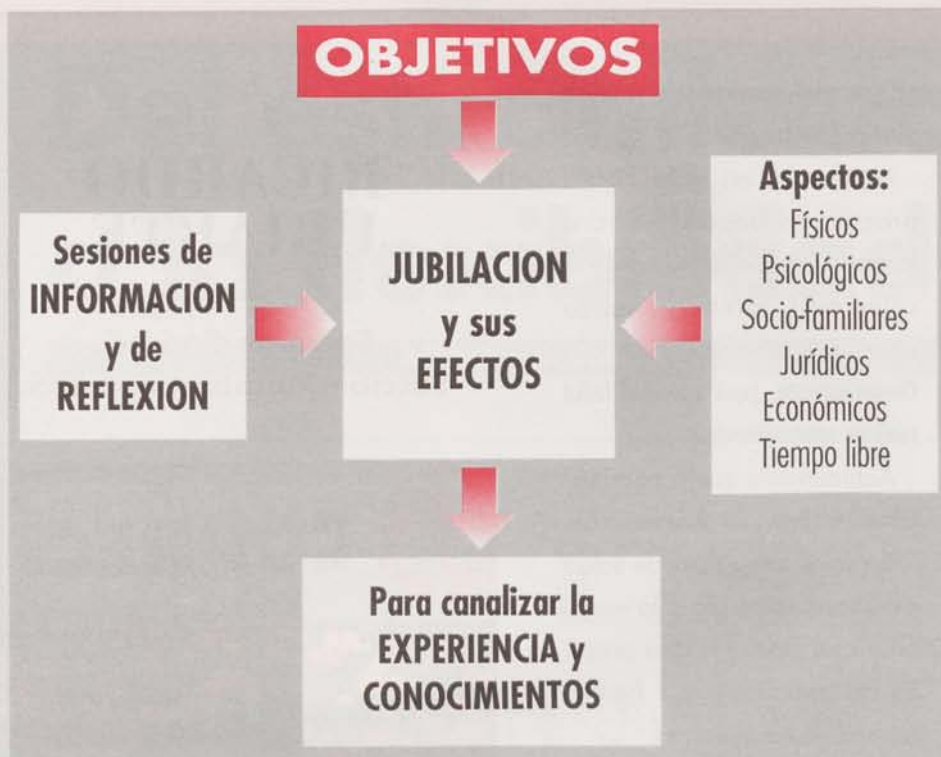 OBJETIVOS
Sesiones de
INFORMACION
y de
REFLEXION
JUBILACION
y sus
EFECTOS
Aspectos:
Físicos
Psicológicos
Socio-familiares
Jurídicos
Económicos
Tiempo libre
Para canalizar la
EXPERIENCIA y
CONOCIMIENTOS